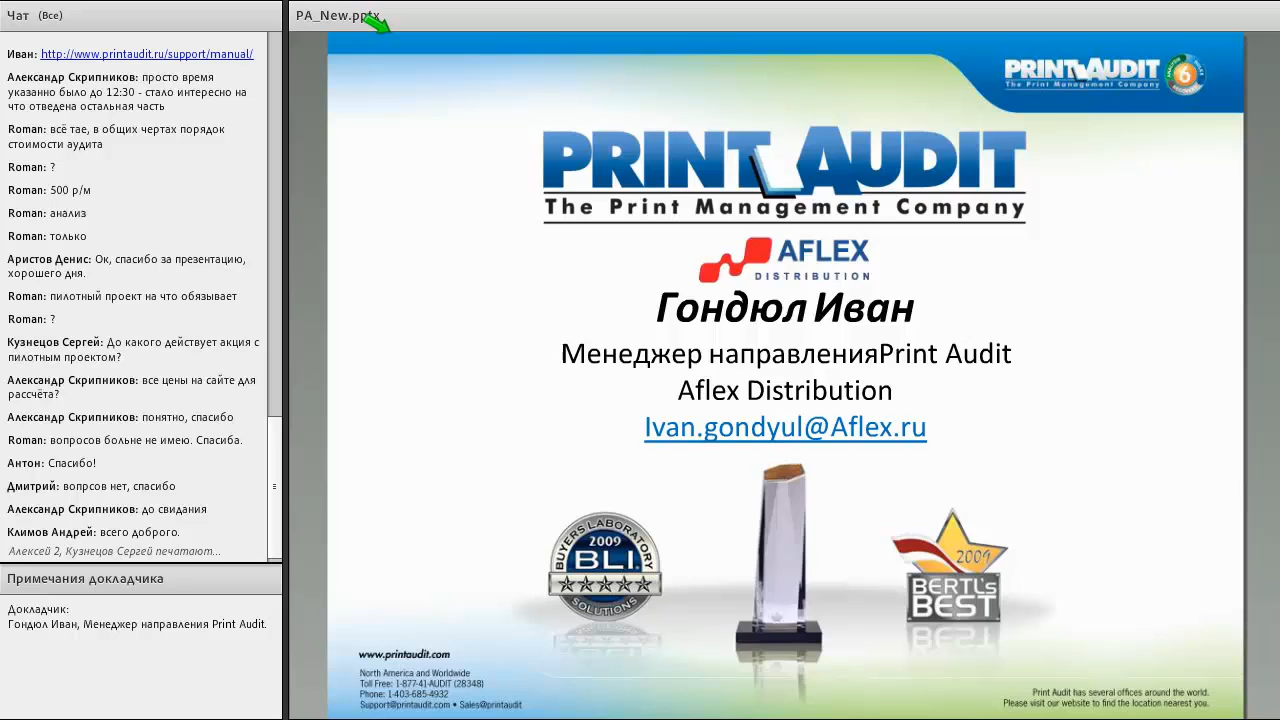 Чат (Все)
Иван: http://www.printaudit.ru/support/manual/
Александр Скрипников: просто время
указанно было до 12:30 - стало интересно на
что отведена остальная часть
Roman: всё тае, в общих чертах порядок
стоимости аудита
Roman: ?
Roman: 500 р/м
Roman: анализ
Roman: только
Аристов Денис: Ок, спасибо за презентацию,
хорошего дня.
Roman: пилотный проект на что обязывает
Roman: ?
Кузнецов Сергей: До какого действует акция с
пилотным проектом?
Александр Скрипников: все цены на сайте для
рассчёта?
Александр Скрипников: понятно, спасибо
Roman: вопросов больне не имею. Спасиба.
Антон: Спасибо!
Дмитрий: вопросов нет, спасибо
Александр Скрипников: до свидания
Климов Андрей: всего доброго.
Алексей 2, Кузнецов Сергей печатают...
Примечания докладчика
Докладчик:
Гондюл Иван, Менеджер направления Print Audit.
PA_New.pptx
PRINT AUDIT
The Print Management Company
6
PRINT AUDIT
The Print Management Company
AFLEX
DISTRIBUTION
Гондюл Иван
Менеджер направленияPrint Audit
Aflex Distribution
Ivan.gondyul@Aflex.ru
BUYERS LABORATORY
2009
BLI
SOLUTIONS
2009
BERTL's
BEST
www.printaudit.com
North America and Worldwide
Toll Free: 1-877-41-AUDIT (28348)
Phone: 1-403-685-4932
Support@printaudit.com • Sales@printaudit
Print Audit has several offices around the world.
Please visit our website to find the location nearest you.